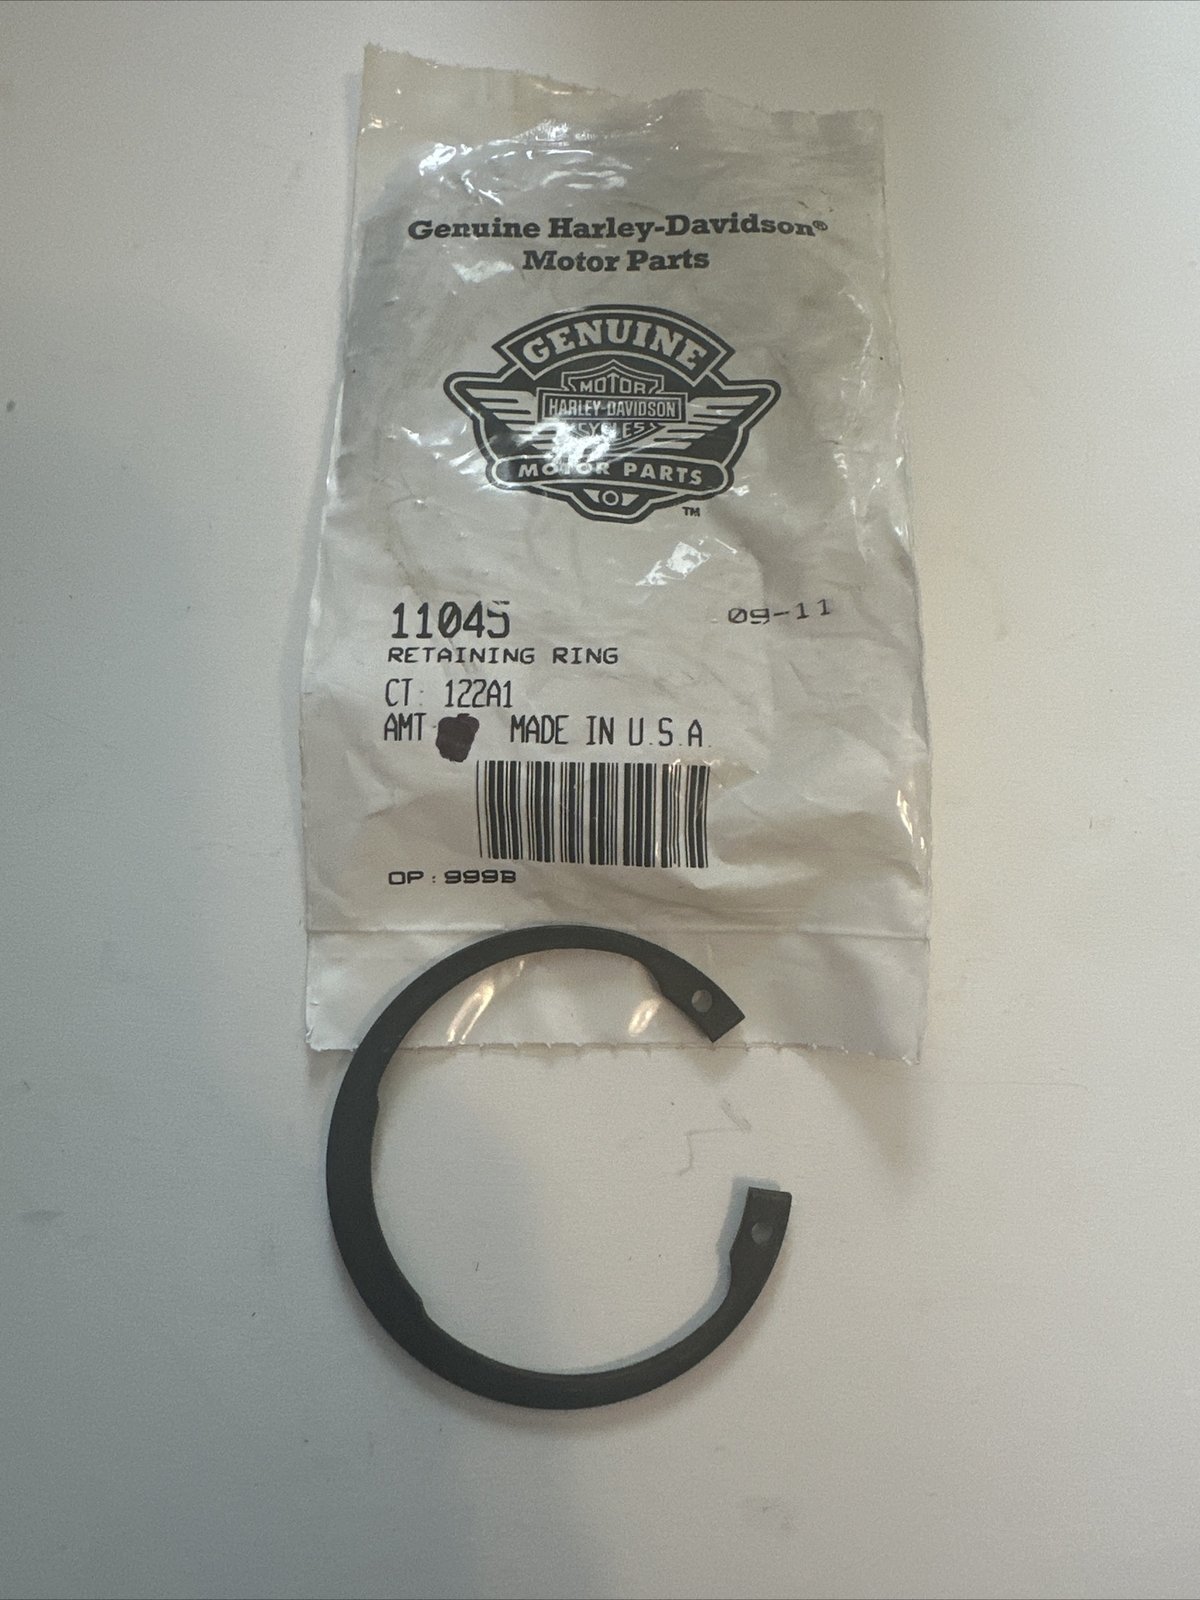 Genuine Harley-Davidson®
Motor Parts
GENUINE
MOTOR
HARLEY-DAVIDSON
CYCLES
MOTOR PARTS
TM
11045 09-11
RETAINING RING
CT: 122A1
AMT MADE IN U.S.A.
OP: 999B